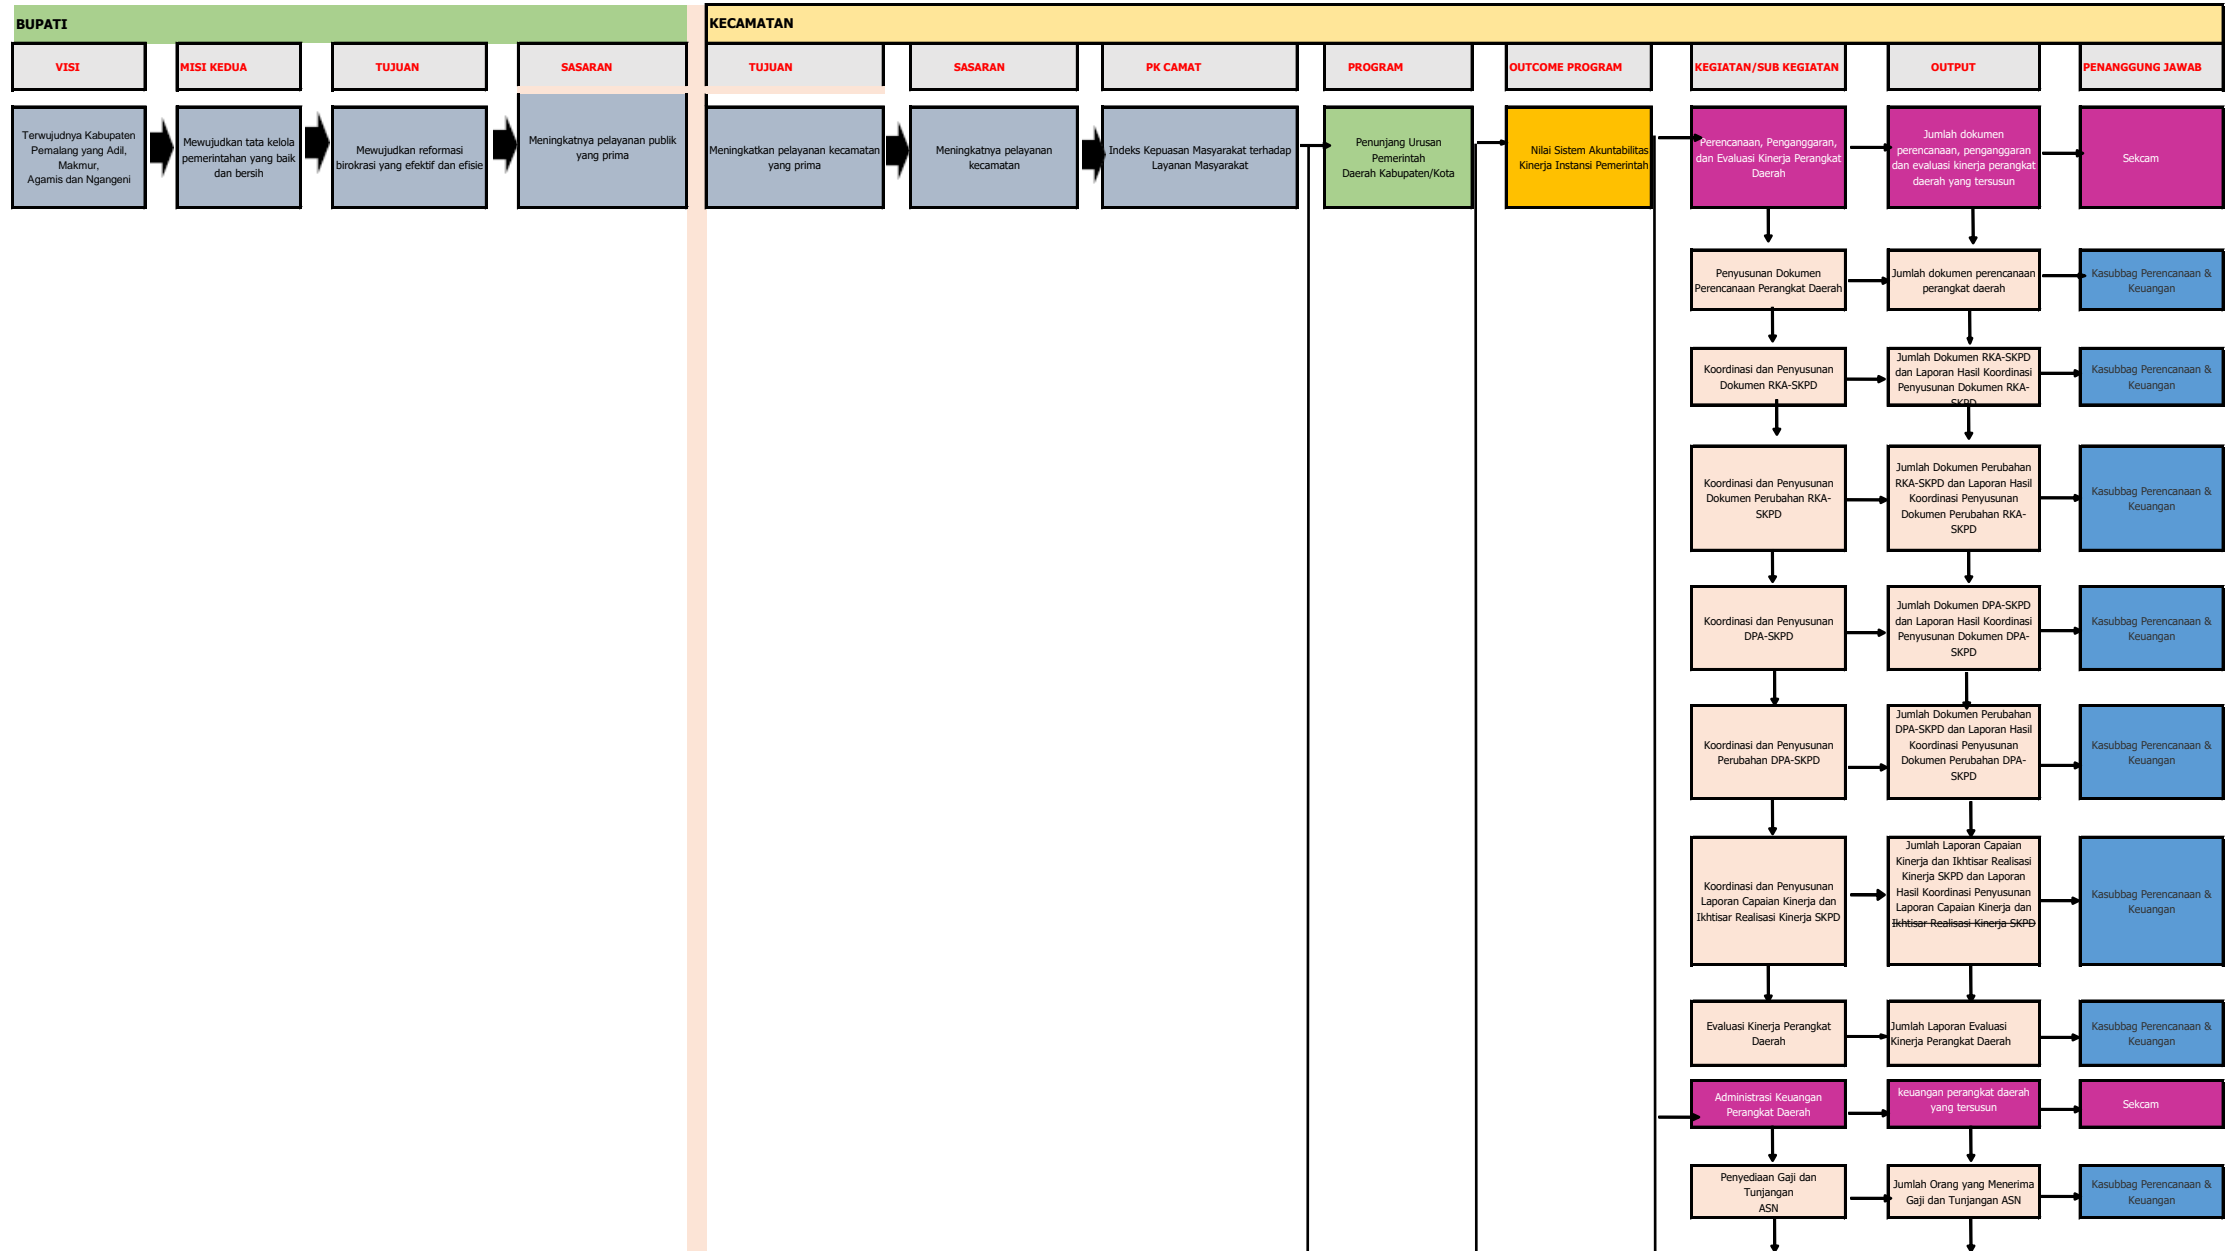 BUPATI
KECAMATAN
VISI
MISI KEDUA
TUJUAN
SASARAN
TUJUAN
SASARAN
PK CAMAT
PROGRAM
OUTCOME PROGRAM
KEGIATAN/SUB KEGIATAN
OUTPUT
PENANGGUNG JAWAB
Terwujudnya Kabupaten
Pemalang yang Adil,
Makmur,
Agamis dan Ngangeni
Mewujudkan tata kelola
pemerintahan yang baik
dan bersih
Mewujudkan reformasi
birokrasi yang efektif dan efisie
Meningkatnya pelayanan publik
yang prima
Meningkatkan pelayanan kecamatan
yang prima
Meningkatnya pelayanan
kecamatan
Indeks Kepuasan Masyarakat terhadap
Layanan Masyarakat
Penunjang Urusan
Pemerintah
Daerah Kabupaten/Kota
Nilai Sistem Akuntabilitas
Kinerja Instansi Pemerintah
Perencanaan, Penganggaran,
dan Evaluasi Kinerja Perangkat
Daerah
Jumlah dokumen
perencanaan, penganggaran
dan evaluasi kinerja perangkat
daerah yang tersusun
Sekcam
Penyusunan Dokumen
Perencanaan Perangkat Daerah
Jumlah dokumen perencanaan
perangkat daerah
Kasubbag Perencanaan &
Keuangan
Koordinasi dan Penyusunan
Dokumen RKA-SKPD
Jumlah Dokumen RKA-SKPD
dan Laporan Hasil Koordinasi
Penyusunan Dokumen RKA-
SKPD
Kasubbag Perencanaan &
Keuangan
Koordinasi dan Penyusunan
Dokumen Perubahan RKA-
SKPD
Jumlah Dokumen Perubahan
RKA-SKPD dan Laporan Hasil
Koordinasi Penyusunan
Dokumen Perubahan RKA-
SKPD
Kasubbag Perencanaan &
Keuangan
Koordinasi dan Penyusunan
DPA-SKPD
Jumlah Dokumen DPA-SKPD
dan Laporan Hasil Koordinasi
Penyusunan Dokumen DPA-
SKPD
Kasubbag Perencanaan &
Keuangan
Koordinasi dan Penyusunan
Perubahan DPA-SKPD
Jumlah Dokumen Perubahan
DPA-SKPD dan Laporan Hasil
Koordinasi Penyusunan
Dokumen Perubahan DPA-
SKPD
Kasubbag Perencanaan &
Keuangan
Koordinasi dan Penyusunan
Laporan Capaian Kinerja dan
Ikhtisar Realisasi Kinerja SKPD
Jumlah Laporan Capaian
Kinerja dan Ikhtisar Realisasi
Kinerja SKPD dan Laporan
Hasil Koordinasi Penyusunan
Laporan Capaian Kinerja dan
Ikhtisar Realisasi Kinerja SKPD
Kasubbag Perencanaan &
Keuangan
Evaluasi Kinerja Perangkat
Daerah
Jumlah Laporan Evaluasi
Kinerja Perangkat Daerah
Kasubbag Perencanaan &
Keuangan
Administrasi Keuangan
Perangkat Daerah
keuangan perangkat daerah
yang tersusun
Sekcam
Penyediaan Gaji dan
Tunjangan
ASN
Jumlah Orang yang Menerima
Gaji dan Tunjangan ASN
Kasubbag Perencanaan &
Keuangan